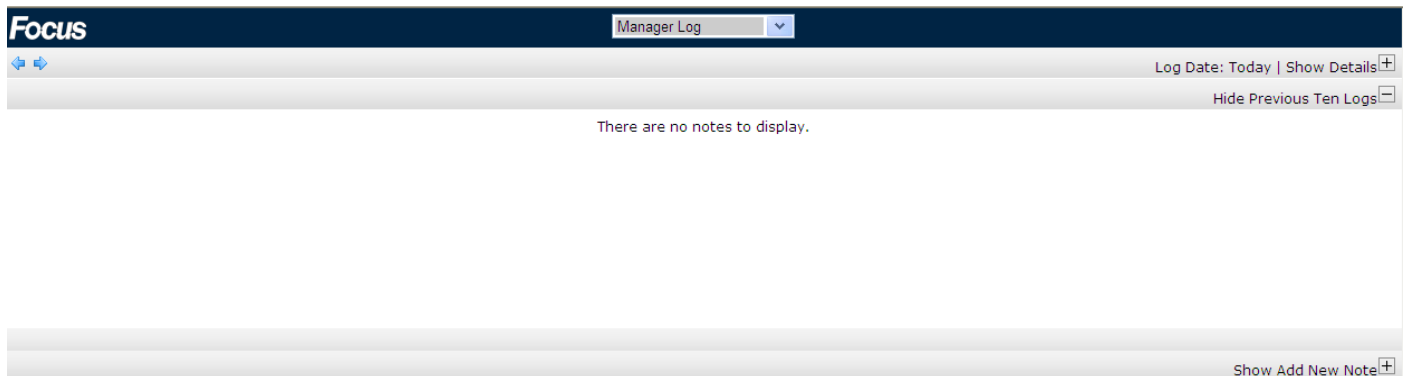 Focus
Manager Log
Log Date: Today | Show Details
Hide Previous Ten Logs
There are no notes to display.
Show Add New Note